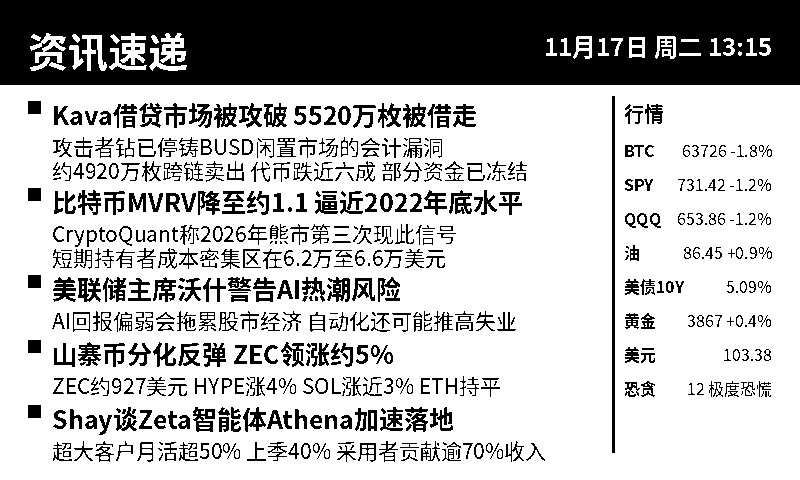 资讯速递
11月17日 周二 13:15
Kava借贷市场被攻破 5520万枚被借走
攻击者钻已停铸BUSD闲置市场的会计漏洞
约4920万枚跨链卖出 代币跌近六成 部分资金已冻结
比特币MVRV降至约1.1 逼近2022年底水平
CryptoQuant称2026年熊市第三次现此信号
短期持有者成本密集区在6.2万至6.6万美元
美联储主席沃什警告AI热潮风险
AI回报偏弱会拖累股市经济 自动化还可能推高失业
山寨币分化反弹 ZEC领涨约5%
ZEC约927美元 HYPE涨4% SOL涨近3% ETH持平
Shay谈Zeta智能体Athena加速落地
超大客户月活超50% 上季40% 采用者贡献逾70%收入
行情
BTC 63726 -1.8%
SPY 731.42 -1.2%
QQQ 653.86 -1.2%
油 86.45 +0.9%
美债10Y 5.09%
黄金 3867 +0.4%
美元 103.38
恐贪 12 极度恐慌